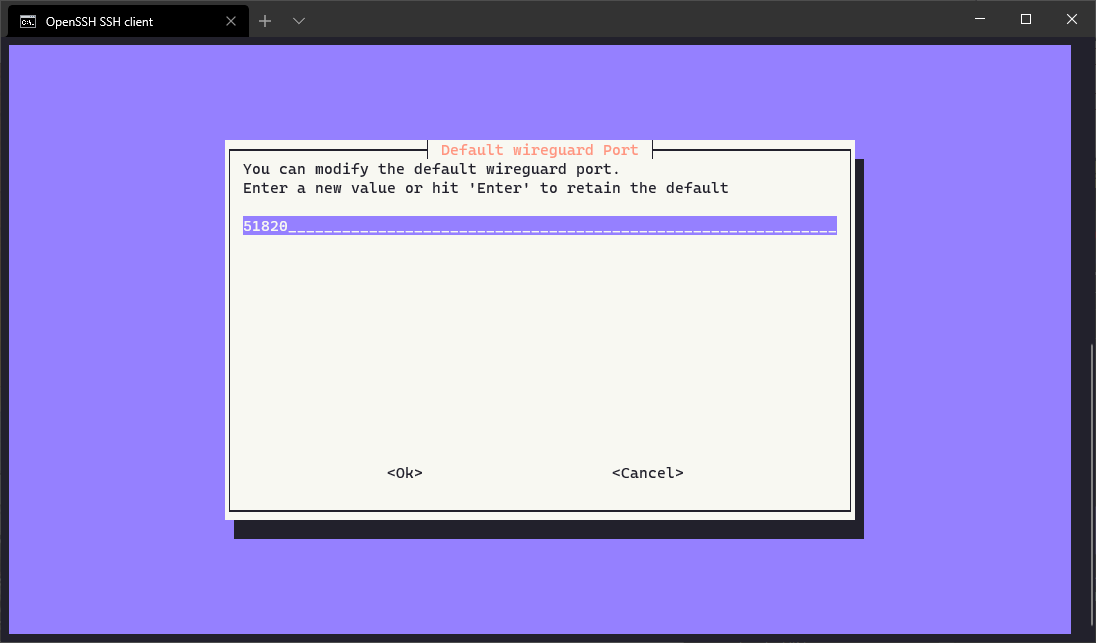 OpenSSH SSH client
Default wireguard Port
You can modify the default wireguard port.
Enter a new value or hit 'Enter' to retain the default
51820_____________________________________________________________
<Ok> <Cancel>